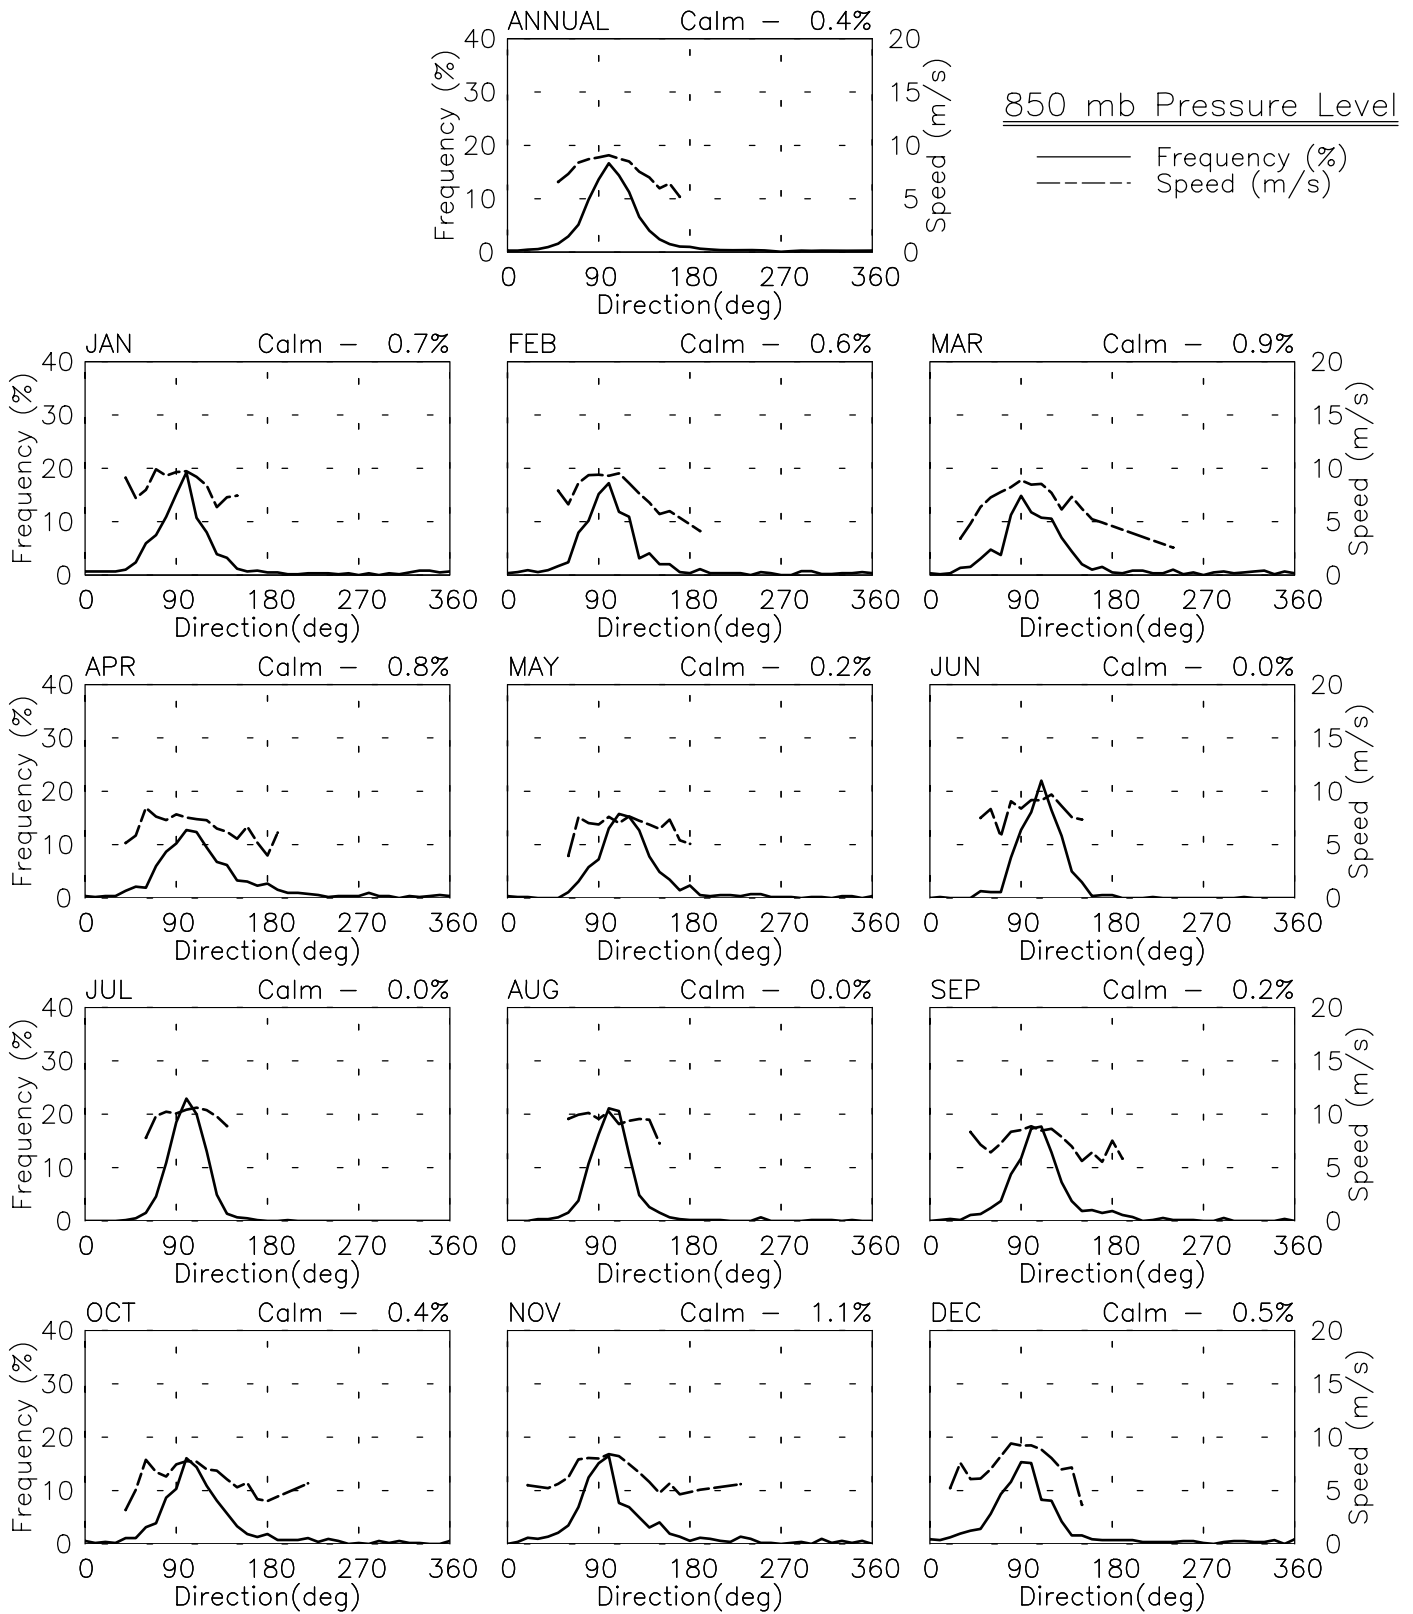 ANNUAL Calm - 0.4%
40 20
30 15
20 10
10 5
0 0
Frequency (%)
Speed (m/s)
0 90 180 270 360
Direction(deg)
850 mb Pressure Level
Frequency (%)
Speed (m/s)
JAN Calm - 0.7% FEB Calm - 0.6% MAR Calm - 0.9%
40 20
30 15
20 10
10 5
0 0
Frequency (%)
Speed (m/s)
0 90 180 270 360 0 90 180 270 360 0 90 180 270 360
Direction(deg) Direction(deg) Direction(deg)
APR Calm - 0.8% MAY Calm - 0.2% JUN Calm - 0.0%
40 20
30 15
20 10
10 5
0 0
Frequency (%)
Speed (m/s)
0 90 180 270 360 0 90 180 270 360 0 90 180 270 360
Direction(deg) Direction(deg) Direction(deg)
JUL Calm - 0.0% AUG Calm - 0.0% SEP Calm - 0.2%
40 20
30 15
20 10
10 5
0 0
Frequency (%)
Speed (m/s)
0 90 180 270 360 0 90 180 270 360 0 90 180 270 360
Direction(deg) Direction(deg) Direction(deg)
OCT Calm - 0.4% NOV Calm - 1.1% DEC Calm - 0.5%
40 20
30 15
20 10
10 5
0 0
Frequency (%)
Speed (m/s)
0 90 180 270 360 0 90 180 270 360 0 90 180 270 360
Direction(deg) Direction(deg) Direction(deg)